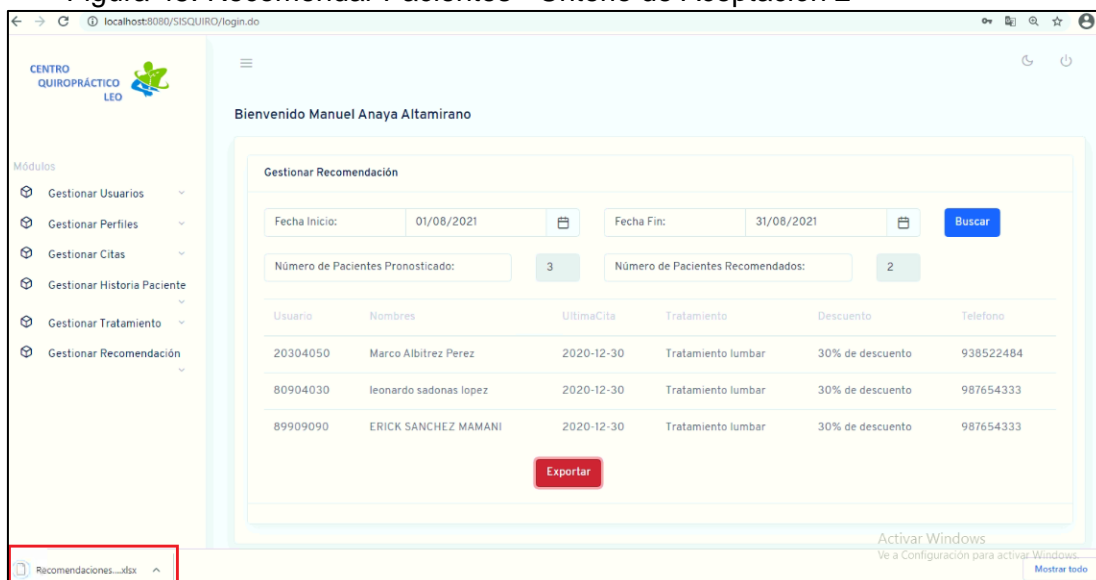 Figura 48. Recomendar Pacientes - Criterio de Aceptación 2
localhost:8080/SISQUIRO/login.do
CENTRO
QUIROPRÁCTICO
LEO
Bienvenido Manuel Anaya Altamirano
Módulos
Gestionar Usuarios
Gestionar Perfiles
Gestionar Citas
Gestionar Historia Paciente
Gestionar Tratamiento
Gestionar Recomendación
Gestionar Recomendación
Fecha Inicio: 01/08/2021 Fecha Fin: 31/08/2021 Buscar
Número de Pacientes Pronosticado: 3 Número de Pacientes Recomendados: 2
Usuario Nombres UltimaCita Tratamiento Descuento Telefono
20304050 Marco Albitrez Perez 2020-12-30 Tratamiento lumbar 30% de descuento 938522484
80904030 leonardo sadonas lopez 2020-12-30 Tratamiento lumbar 30% de descuento 987654333
89909090 ERICK SANCHEZ MAMANI 2020-12-30 Tratamiento lumbar 30% de descuento 987654333
Exportar
Activar Windows
Ve a Configuración para activar Windows.
Recomendaciones....xlsx
Mostrar todo